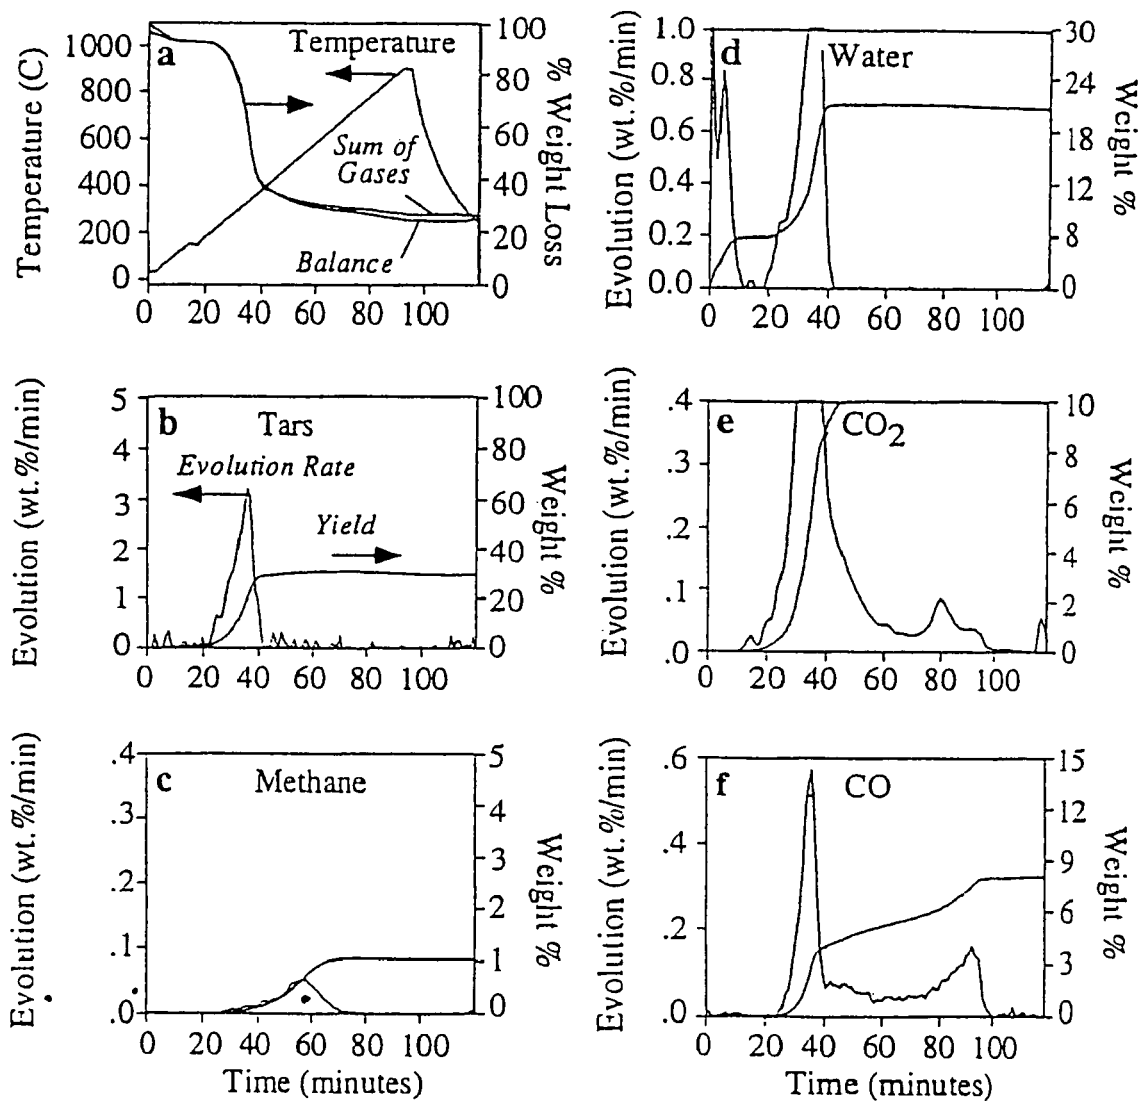 a
Temperature
Sum of
Gases
Balance
Temperature (C)
1000
800
600
400
200
0
% Weight Loss
100
80
60
40
20
0
0 20 40 60 80 100
d
Water
Evolution (wt.%/min)
1.0
0.8
0.6
0.4
0.2
0.0
Weight %
30
24
18
12
8
0
0 20 40 60 80 100
b
Tars
Evolution Rate
Yield
Evolution (wt.%/min)
5
4
3
2
1
0
Weight %
100
80
60
40
20
0
0 20 40 60 80 100
e
CO2
Evolution (wt.%/min)
.4
.3
.2
.1
.0
Weight %
10
8
6
4
2
0
0 20 40 60 80 100
c
Methane
Evolution (wt.%/min)
.4
.3
.2
.1
.0
Weight %
5
4
3
2
1
0
0 20 40 60 80 100
Time (minutes)
f
CO
Evolution (wt.%/min)
.6
.4
.6
.2
.0
Weight %
15
12
9
6
3
0
0 20 40 60 80 100
Time (minutes)